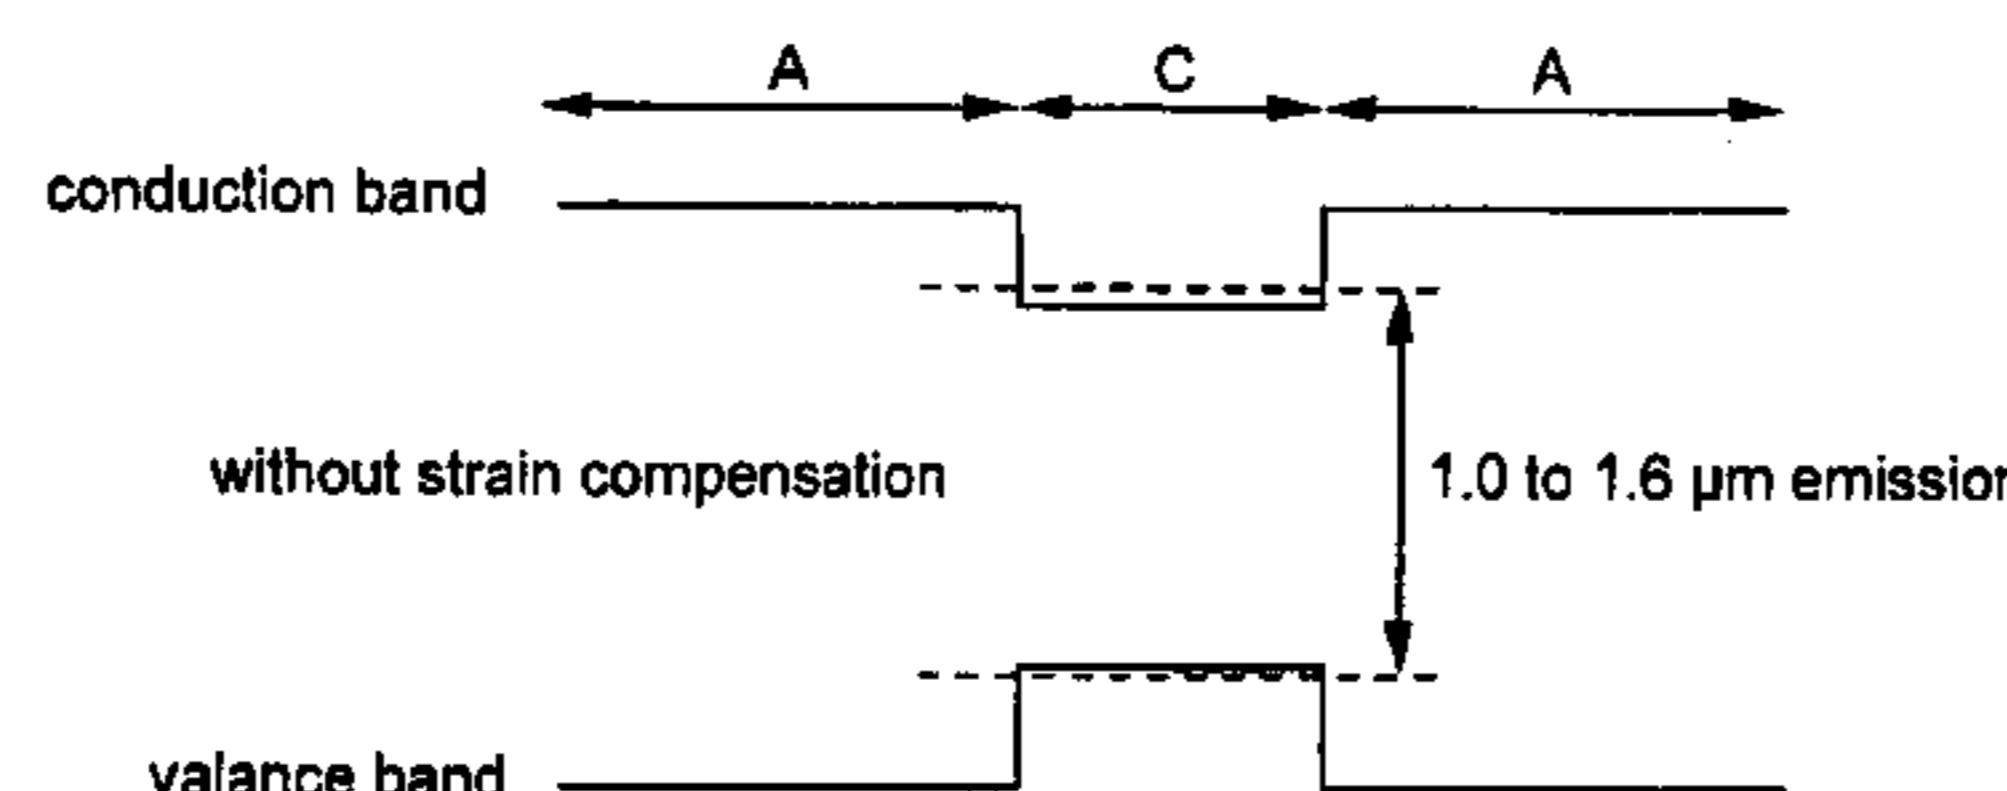 A C A
conduction band
without strain compensation
1.0 to 1.6 µm emission
valance band